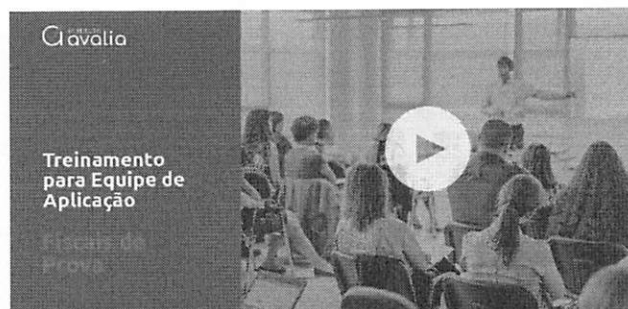 avalia
Treinamento
para Equipe de
Aplicação
Fiscais de
Prova